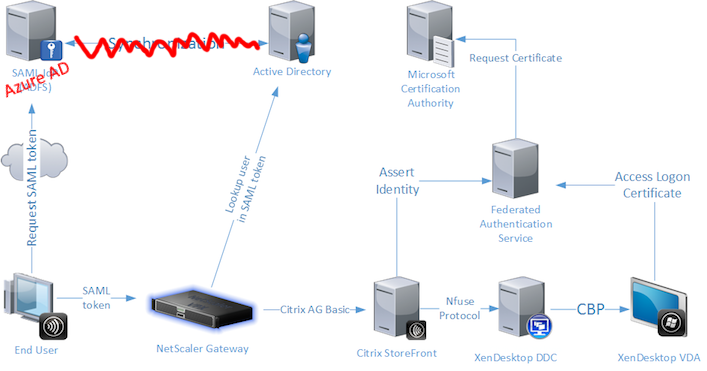 Synchronization
SAML Id
Azure AD
(ADFS)
Active Directory
Microsoft
Certification
Authority
Request Certificate
Request SAML token
Lookup user
in SAML token
Assert
Identity
Federated
Authentication
Service
Access Logon
Certificate
SAML
token
Citrix AG Basic
Nfuse
Protocol
CBP
End User
NetScaler Gateway
Citrix StoreFront
XenDesktop DDC
XenDesktop VDA